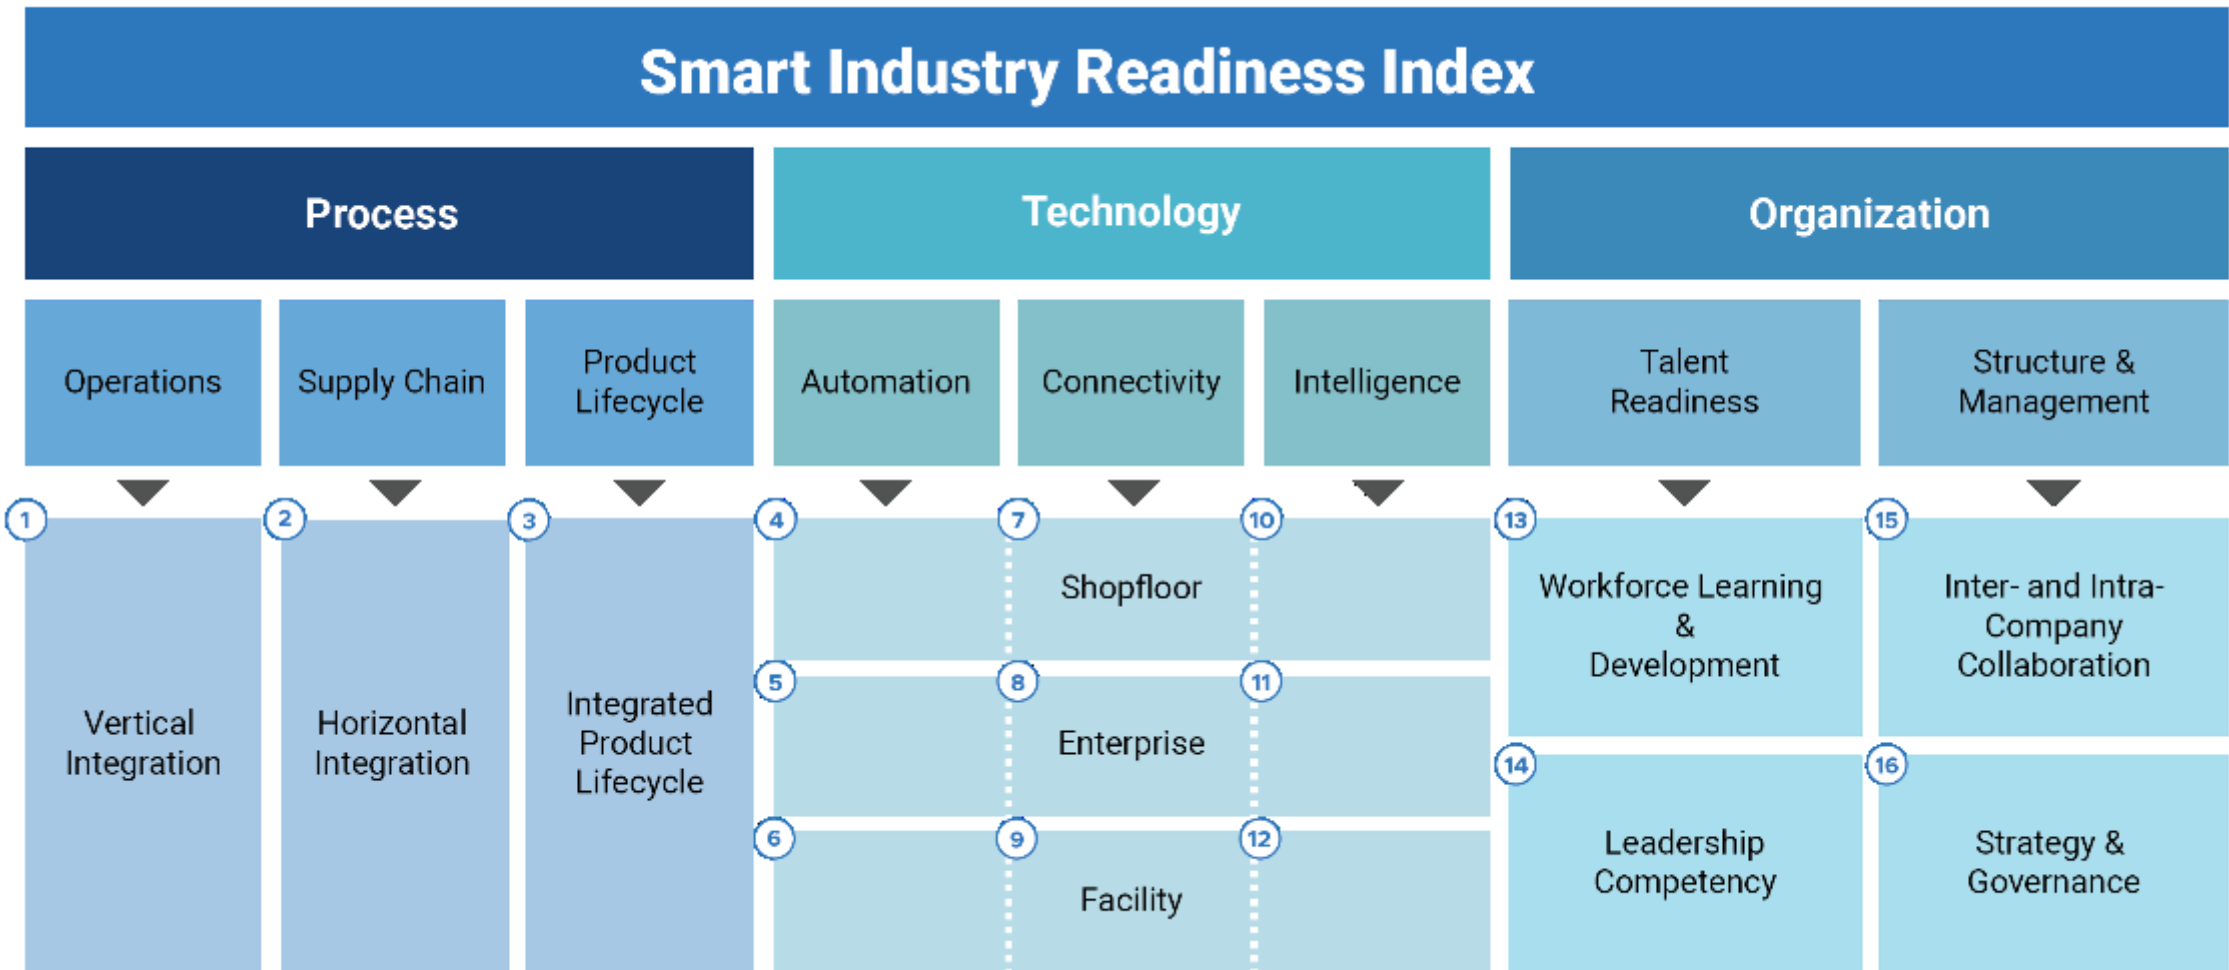 Smart Industry Readiness Index
Process
Technology
Organization
Operations
Supply Chain
Product
Lifecycle
Automation
Connectivity
Intelligence
Talent
Readiness
Structure &
Management
1
Vertical
Integration
2
Horizontal
Integration
3
Integrated
Product
Lifecycle
4
7
10
Shopfloor
5
8
11
Enterprise
6
9
12
Facility
13
Workforce Learning
&
Development
14
Leadership
Competency
15
Inter- and Intra-
Company
Collaboration
16
Strategy &
Governance